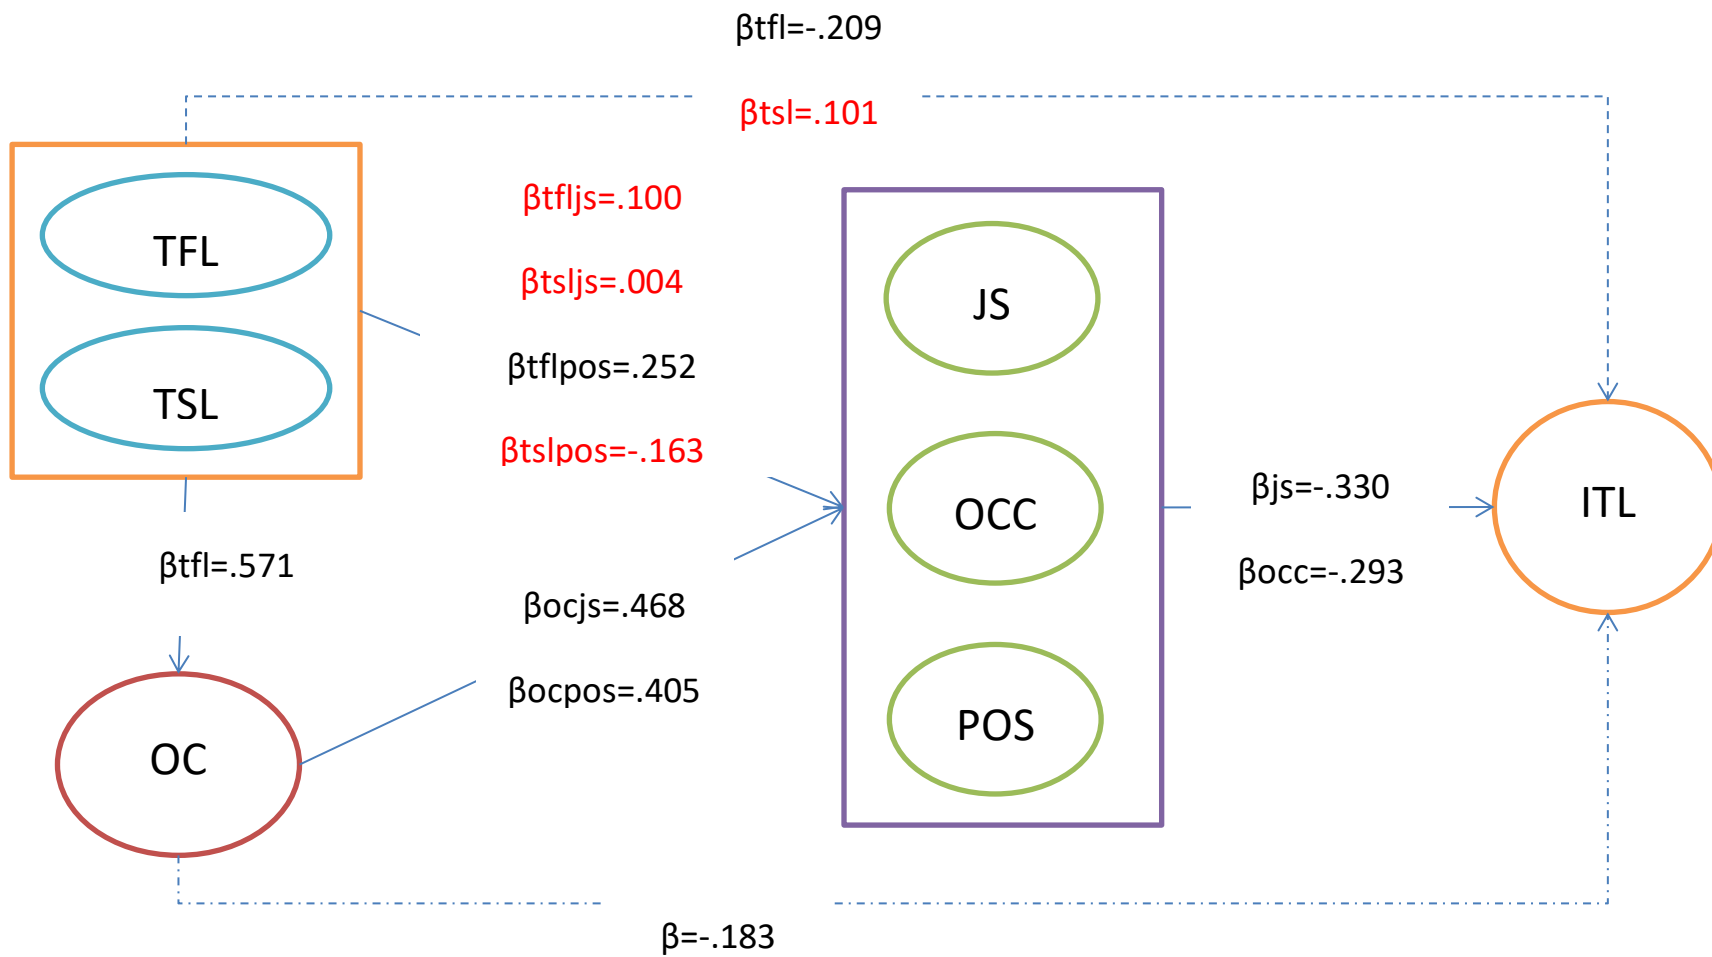 βtfl=-.209
βtsl=.101
βtfljs=.100
βtsljs=.004
βtflpos=.252
βtslpos=-.163
TFL
TSL
JS
OCC
POS
βjs=-.330
βocc=-.293
ITL
βtfl=.571
βocjs=.468
βocpos=.405
OC
β=-.183